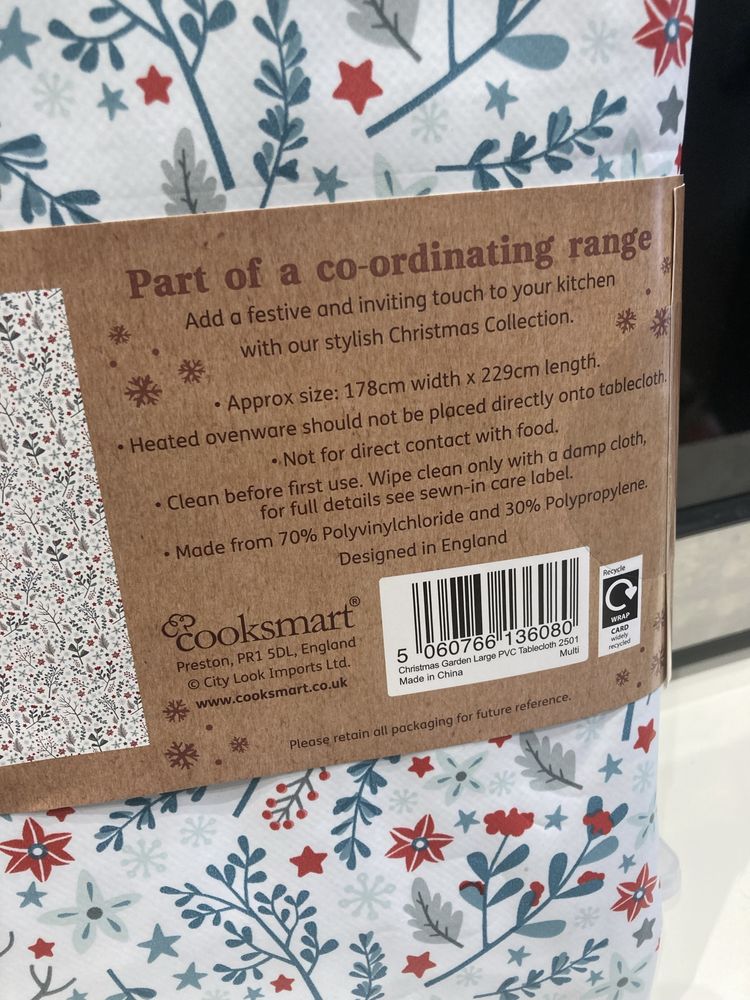 Part of a co-ordinating range
Add a festive and inviting touch to your kitchen
with our stylish Christmas Collection.
• Approx size: 178cm width x 229cm length.
• Heated ovenware should not be placed directly onto tablecloth.
• Not for direct contact with food.
• Clean before first use. Wipe clean only with a damp cloth,
for full details see sewn-in care label.
• Made from 70% Polyvinylchloride and 30% Polypropylene.
Designed in England
cooksmart®
Preston, PR1 5DL, England
© City Look Imports Ltd.
www.cooksmart.co.uk
5 060766 136080
Christmas Garden Large PVC Tablecloth 2501
Multi
Made in China
Recycle
WRAP
CARD
widely
recycled
Please retain all packaging for future reference.